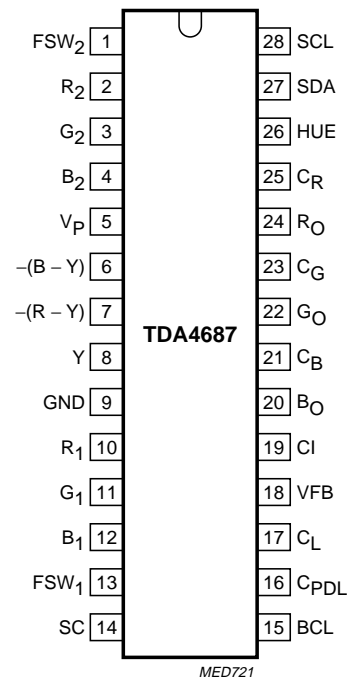 FSW2 1 28 SCL
R2 2 27 SDA
G2 3 26 HUE
B2 4 25 CR
VP 5 24 RO
−(B − Y) 6 23 CG
−(R − Y) 7 22 GO
TDA4687
Y 8 21 CB
GND 9 20 BO
R1 10 19 CI
G1 11 18 VFB
B1 12 17 CL
FSW1 13 16 CPDL
SC 14 15 BCL
MED721